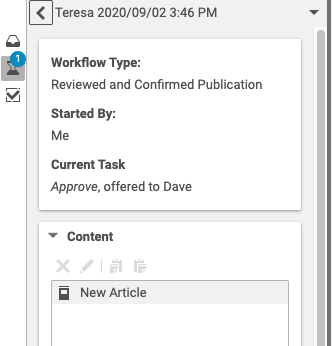 Teresa 2020/09/02 3:46 PM
1
Workflow Type:
Reviewed and Confirmed Publication
Started By:
Me
Current Task
Approve, offered to Dave
Content
New Article